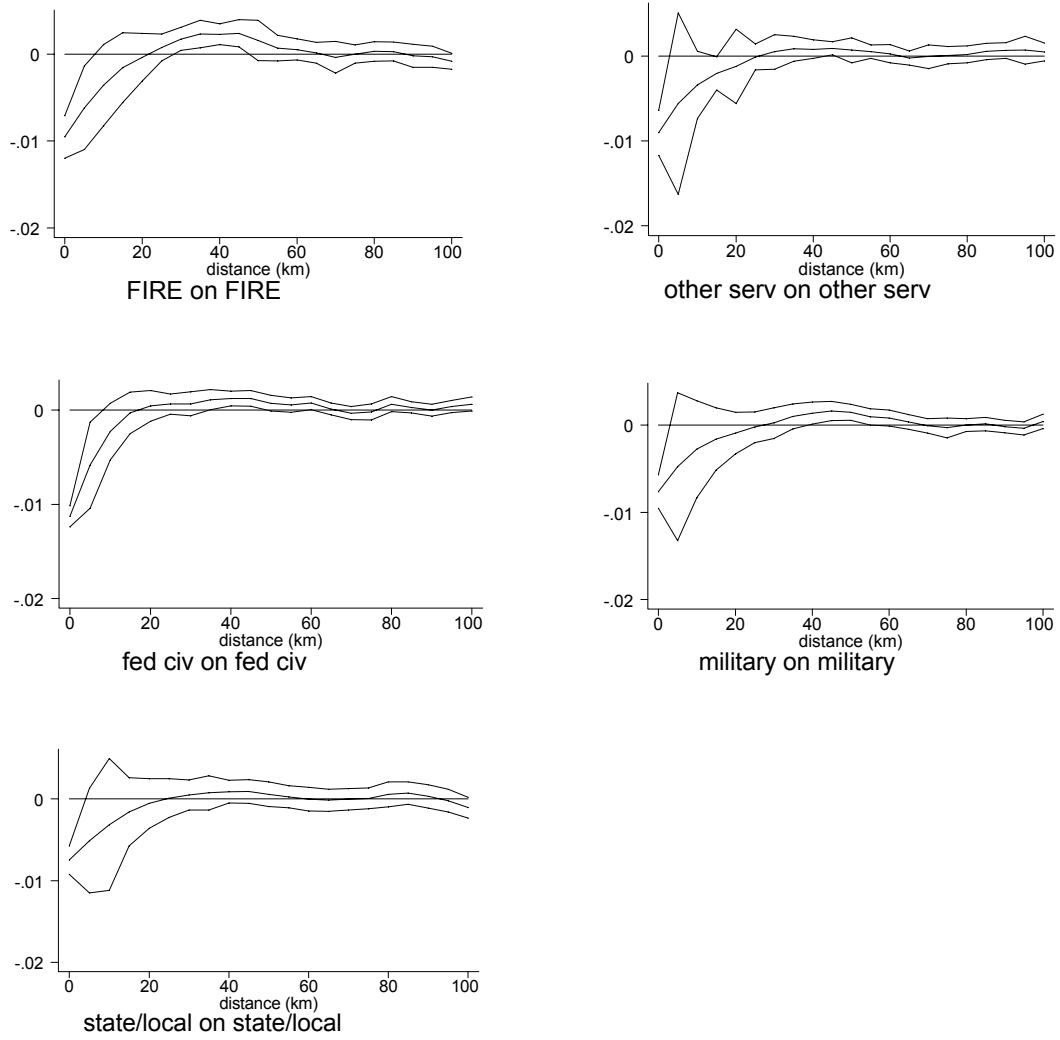 0
-.01
-.02
0 20 40 60 80 100
distance (km)
FIRE on FIRE
0
-.01
-.02
0 20 40 60 80 100
distance (km)
other serv on other serv
0
-.01
-.02
0 20 40 60 80 100
distance (km)
fed civ on fed civ
0
-.01
-.02
0 20 40 60 80 100
distance (km)
military on military
0
-.01
-.02
0 20 40 60 80 100
distance (km)
state/local on state/local